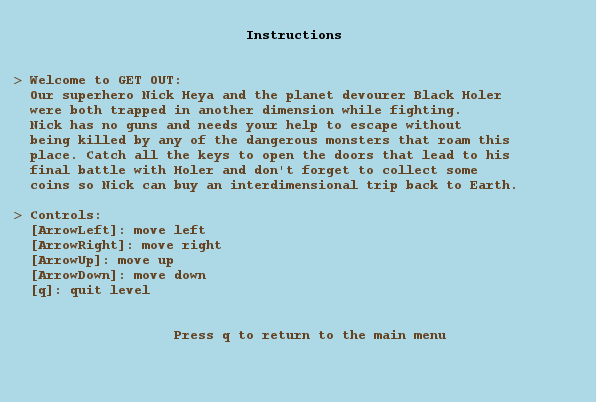 Instructions
> Welcome to GET OUT:
Our superhero Nick Heya and the planet devourer Black Holer
were both trapped in another dimension while fighting.
Nick has no guns and needs your help to escape without
being killed by any of the dangerous monsters that roam this
place. Catch all the keys to open the doors that lead to his
final battle with Holer and don't forget to collect some
coins so Nick can buy an interdimensional trip back to Earth.
> Controls:
[ArrowLeft]: move left
[ArrowRight]: move right
[ArrowUp]: move up
[ArrowDown]: move down
[q]: quit level
Press q to return to the main menu